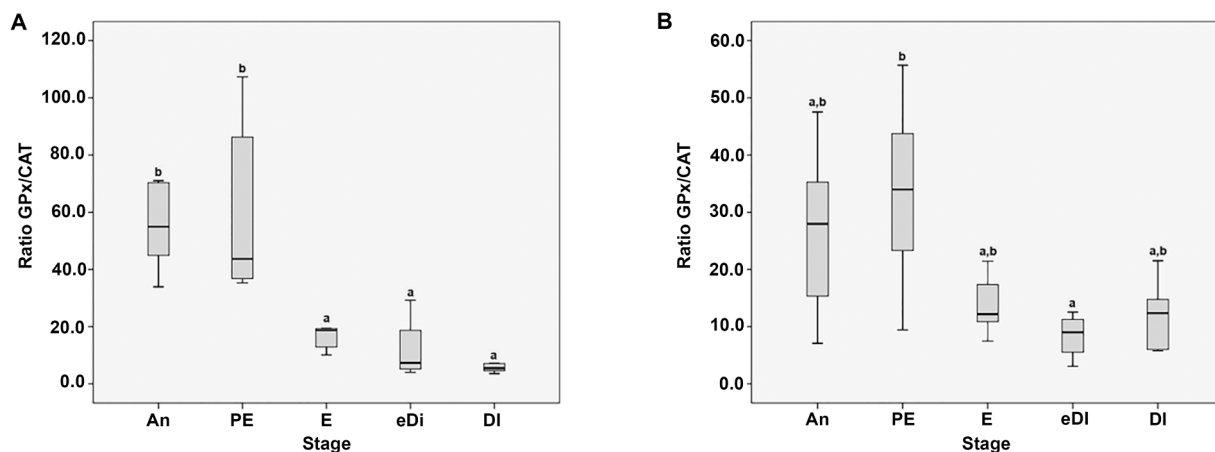 A
Ratio GPx/CAT
120.0
100.0
80.0
60.0
40.0
20.0
0.0
b
b
a
a
a
An PE E eDi DI
Stage
B
Ratio GPx/CAT
60.0
50.0
40.0
30.0
20.0
10.0
0.0
a,b
b
a,b
a
a,b
An PE E eDI DI
Stage